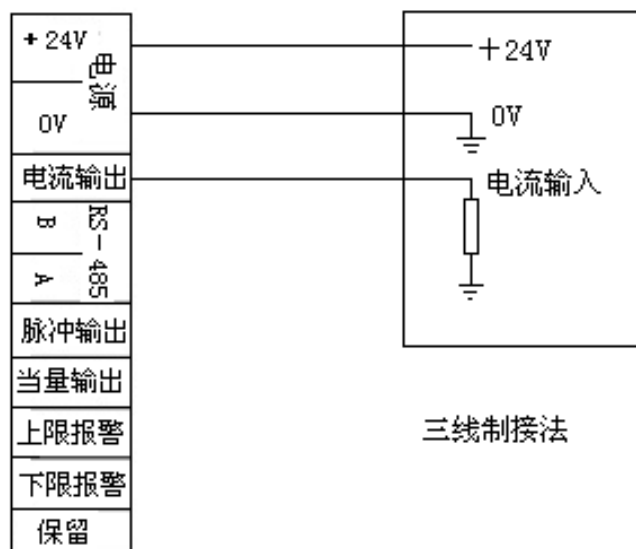 +24V
电源
0V
电流输出
B
A
RS-485
脉冲输出
当量输出
上限报警
下限报警
保留
+24V
0V
电流输入
三线制接法